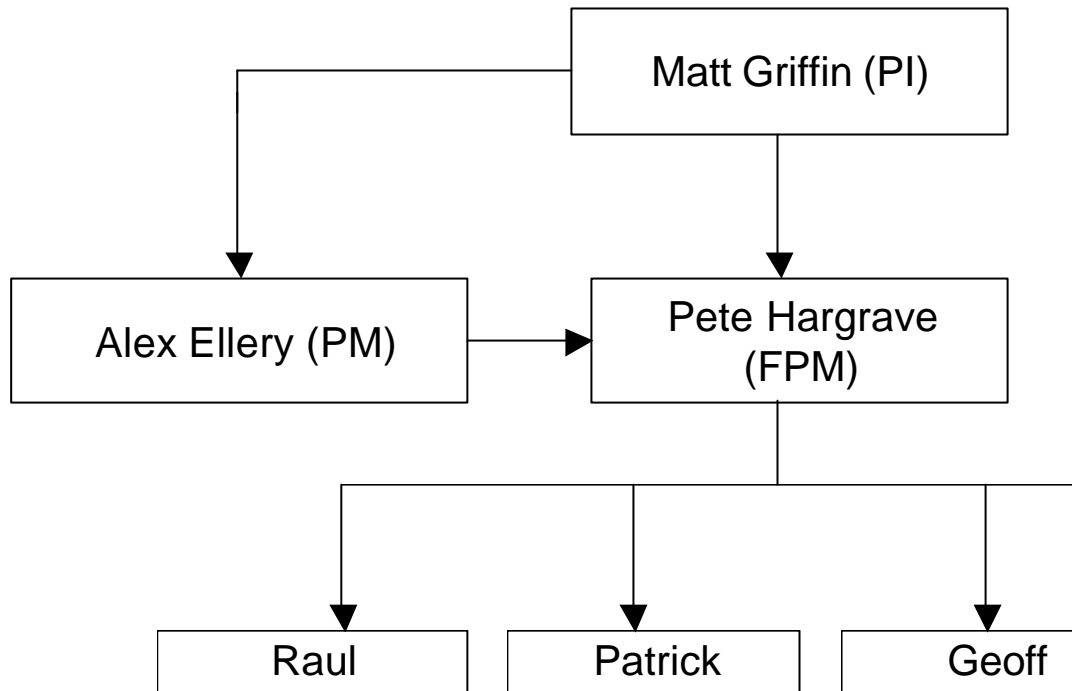 Matt Griffin (PI)
Alex Ellery (PM)
Pete Hargrave
(FPM)
Raul
Patrick
Geoff